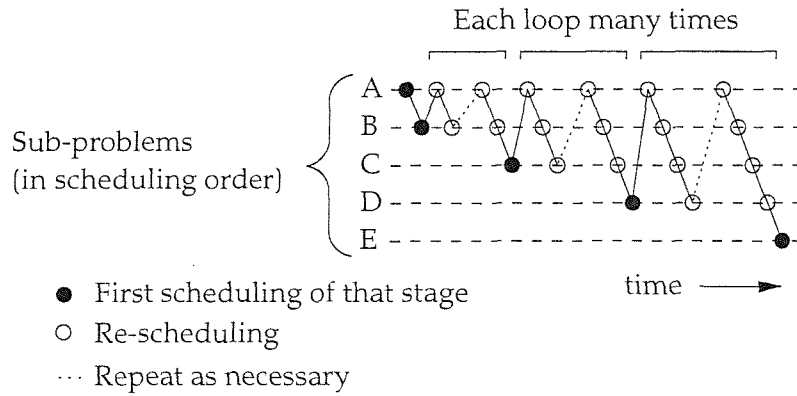 Each loop many times
A
B
Sub-problems
(in scheduling order)
C
D
E
time
First scheduling of that stage
Re-scheduling
... Repeat as necessary